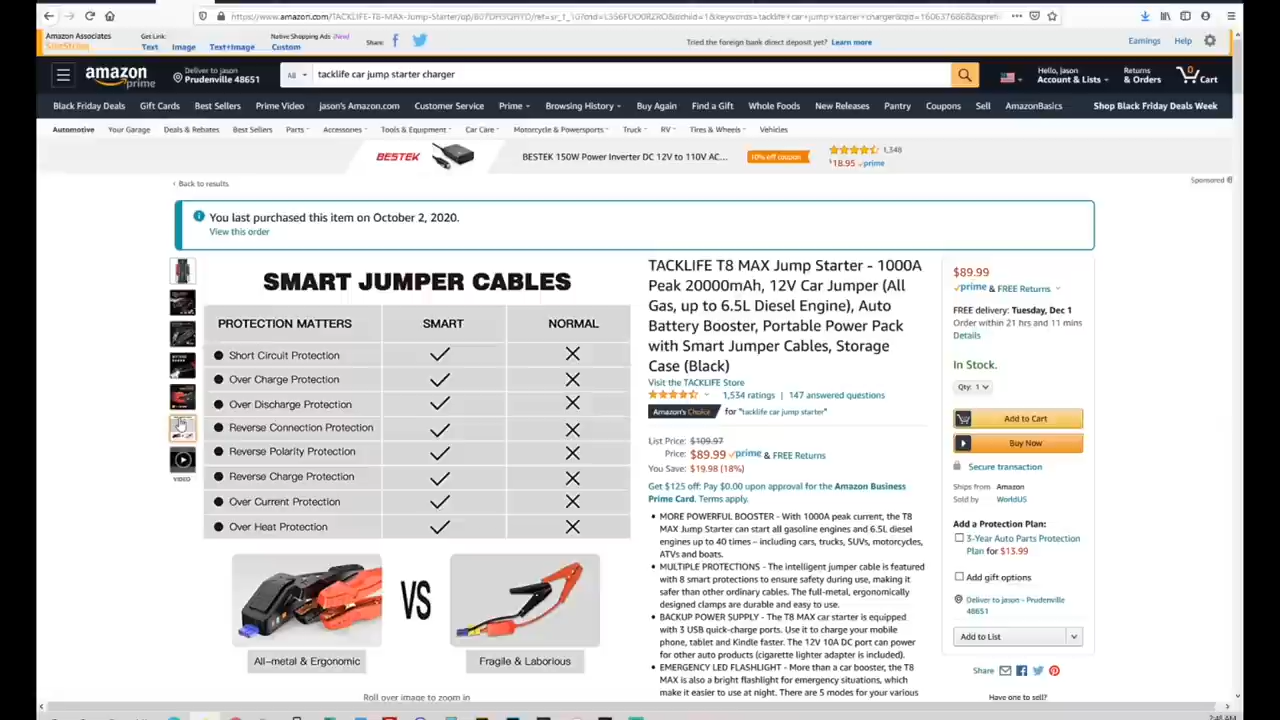 Amazon Associates
SiteStripe
Get Link:
Text Image Text+Image
Native Shopping Ads (New)
Custom
Share:
Tried the foreign bank direct deposit yet? Learn more
Earnings Help
amazon prime
Deliver to jason
Prudenville 48651
All
tacklife car jump starter charger
Hello, jason
Account & Lists
Returns
& Orders
0
Cart
Black Friday Deals Gift Cards Best Sellers Prime Video jason's Amazon.com Customer Service Prime Browsing History Buy Again Find a Gift Whole Foods New Releases Pantry Coupons Sell AmazonBasics Shop Black Friday Deals Week
Automotive Your Garage Deals & Rebates Best Sellers Parts Accessories Tools & Equipment Car Care Motorcycle & Powersports Truck RV Tires & Wheels Vehicles
BESTEK BESTEK 150W Power Inverter DC 12V to 110V AC... 10% off coupon 1,348
$18.95 prime
Sponsored
‹ Back to results
You last purchased this item on October 2, 2020.
View this order
SMART JUMPER CABLES
PROTECTION MATTERS SMART NORMAL
Short Circuit Protection
Over Charge Protection
Over Discharge Protection
Reverse Connection Protection
Reverse Polarity Protection
Reverse Charge Protection
Over Current Protection
Over Heat Protection
VS
All-metal & Ergonomic
Fragile & Laborious
VIDEO
Roll over image to zoom in
TACKLIFE T8 MAX Jump Starter - 1000A
Peak 20000mAh, 12V Car Jumper (All
Gas, up to 6.5L Diesel Engine), Auto
Battery Booster, Portable Power Pack
with Smart Jumper Cables, Storage
Case (Black)
Visit the TACKLIFE Store
1,534 ratings | 147 answered questions
Amazon's Choice for "tacklife car jump starter"
List Price: $109.97
Price: $89.99 prime & FREE Returns
You Save: $19.98 (18%)
Get $125 off: Pay $0.00 upon approval for the Amazon Business
Prime Card. Terms apply.
• MORE POWERFUL BOOSTER - With 1000A peak current, the T8
MAX Jump Starter can start all gasoline engines and 6.5L diesel
engines up to 40 times – including cars, trucks, SUVs, motorcycles,
ATVs and boats.
• MULTIPLE PROTECTIONS - The intelligent jumper cable is featured
with 8 smart protections to ensure safety during use, making it
safer than other ordinary cables. The full-metal, ergonomically
designed clamps are durable and easy to use.
• BACKUP POWER SUPPLY - The T8 MAX car starter is equipped
with 3 USB quick-charge ports. Use it to charge your mobile
phone, tablet and Kindle faster. The 12V 10A DC port can power
for other auto products (cigarette lighter adapter is included).
• EMERGENCY LED FLASHLIGHT - More than a car booster, the T8
MAX is also a bright flashlight for emergency situations, which
make it easier to use at night. There are 5 modes for your various
$89.99
prime & FREE Returns
FREE delivery: Tuesday, Dec 1
Order within 21 hrs and 11 mins
Details
In Stock.
Qty: 1
Add to Cart
Buy Now
Secure transaction
Ships from Amazon
Sold by WorldUS
Add a Protection Plan:
3-Year Auto Parts Protection
Plan for $13.99
Add gift options
Deliver to jason - Prudenville
48651
Add to List
Share
Have one to sell?